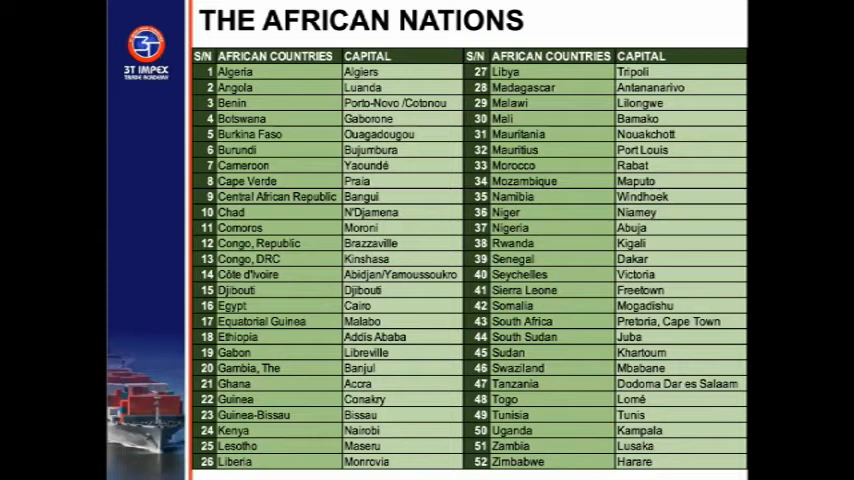 THE AFRICAN NATIONS
3T IMPEX
TRADE ACADEMY
S/N AFRICAN COUNTRIES CAPITAL
1 Algeria Algiers
2 Angola Luanda
3 Benin Porto-Novo /Cotonou
4 Botswana Gaborone
5 Burkina Faso Ouagadougou
6 Burundi Bujumbura
7 Cameroon Yaoundé
8 Cape Verde Praia
9 Central African Republic Bangui
10 Chad N'Djamena
11 Comoros Moroni
12 Congo, Republic Brazzaville
13 Congo, DRC Kinshasa
14 Côte d'Ivoire Abidjan/Yamoussoukro
15 Djibouti Djibouti
16 Egypt Cairo
17 Equatorial Guinea Malabo
18 Ethiopia Addis Ababa
19 Gabon Libreville
20 Gambia, The Banjul
21 Ghana Accra
22 Guinea Conakry
23 Guinea-Bissau Bissau
24 Kenya Nairobi
25 Lesotho Maseru
26 Liberia Monrovia
S/N AFRICAN COUNTRIES CAPITAL
27 Libya Tripoli
28 Madagascar Antananarivo
29 Malawi Lilongwe
30 Mali Bamako
31 Mauritania Nouakchott
32 Mauritius Port Louis
33 Morocco Rabat
34 Mozambique Maputo
35 Namibia Windhoek
36 Niger Niamey
37 Nigeria Abuja
38 Rwanda Kigali
39 Senegal Dakar
40 Seychelles Victoria
41 Sierra Leone Freetown
42 Somalia Mogadishu
43 South Africa Pretoria, Cape Town
44 South Sudan Juba
45 Sudan Khartoum
46 Swaziland Mbabane
47 Tanzania Dodoma Dar es Salaam
48 Togo Lomé
49 Tunisia Tunis
50 Uganda Kampala
51 Zambia Lusaka
52 Zimbabwe Harare